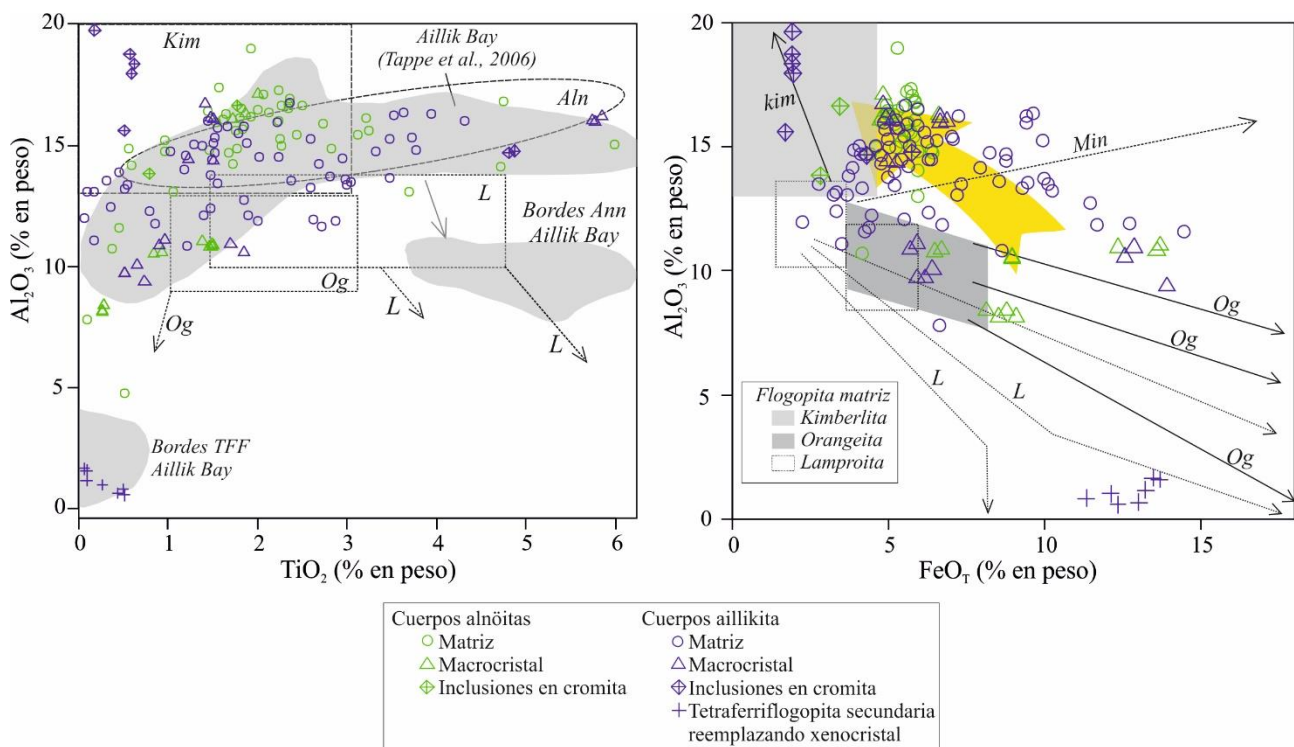 20
15
10
5
0
Al₂O₃ (% en peso)
0
1
2
3
4
5
6
TiO₂ (% en peso)
Kim
Aillik Bay
(Tappe et al., 2006)
Aln
L
Bordes Ann
Aillik Bay
Og
Og
L
L
Bordes TFF
Aillik Bay
20
15
10
5
0
Al₂O₃ (% en peso)
0
5
10
15
FeO_T (% en peso)
kim
Min
Og
Og
L
L
Og
Flogopita matriz
Kimberlita
Orangeita
Lamproita
Cuerpos alnöitas
Matriz
Macrocristal
Inclusiones en cromita
Cuerpos aillikita
Matriz
Macrocristal
Inclusiones en cromita
Tetraferriflogopita secundaria
reemplazando xenocristal